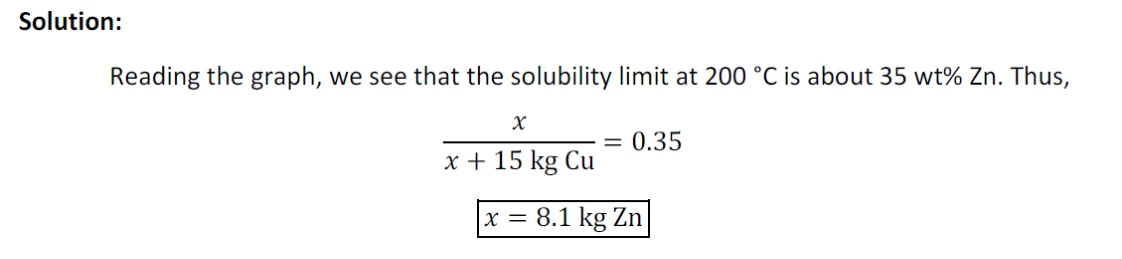 Solution:
Reading the graph, we see that the solubility limit at 200 °C is about 35 wt% Zn. Thus,
x
x + 15 kg Cu
= 0.35
x = 8.1 kg Zn